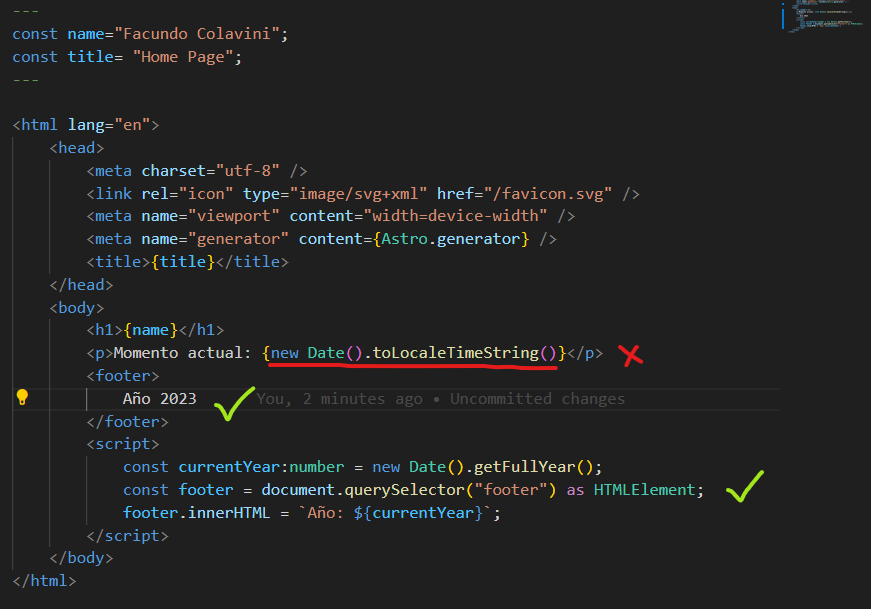 ---
const name="Facundo Colavini";
const title= "Home Page";
---
<html lang="en">
<head>
<meta charset="utf-8" />
<link rel="icon" type="image/svg+xml" href="/favicon.svg" />
<meta name="viewport" content="width=device-width" />
<meta name="generator" content={Astro.generator} />
<title>{title}</title>
</head>
<body>
<h1>{name}</h1>
<p>Momento actual: {new Date().toLocaleTimeString()}</p>
<footer>
Año 2023 You, 2 minutes ago • Uncommitted changes
</footer>
<script>
const currentYear:number = new Date().getFullYear();
const footer = document.querySelector("footer") as HTMLElement;
footer.innerHTML = `Año: ${currentYear}`;
</script>
</body>
</html>